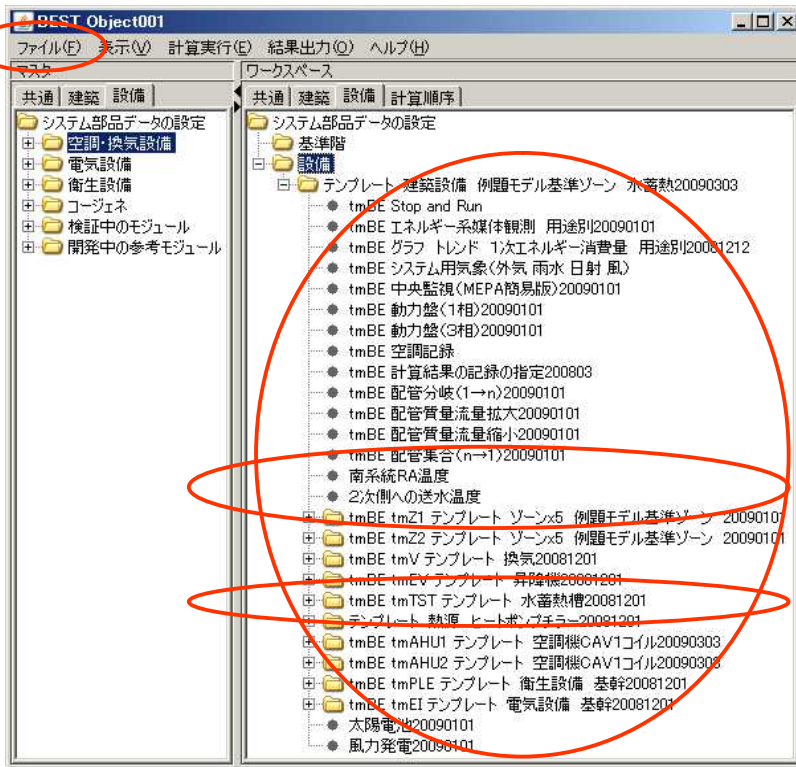 BEST Object001
ファイル(F) 表示(V) 計算実行(E) 結果出力(O) ヘルプ(H)
マスタ
共通 建築 設備
システム部品データの設定
空調・換気設備
電気設備
衛生設備
コージェネ
検証中のモジュール
開発中の参考モジュール
ワークスペース
共通 建築 設備 計算順序
システム部品データの設定
基準階
設備
テンプレート 建築設備 例題モデル基準ゾーン 水蓄熱20090303
tmBE Stop and Run
tmBE エネルギー系媒体観測 用途別20090101
tmBE グラフ トレンド 1次エネルギー消費量 用途別20081212
tmBE システム用気象(外気 雨水 日射 風)
tmBE 中央監視(MEPA簡易版)20090101
tmBE 動力盤(1相)20090101
tmBE 動力盤(3相)20090101
tmBE 空調記録
tmBE 計算結果の記録の指定200803
tmBE 配管分岐(1→n)20090101
tmBE 配管質量流量拡大20090101
tmBE 配管質量流量縮小20090101
tmBE 配管集合(n→1)20090101
南系統RA温度
2次側への送水温度
tmBE tmZ1 テンプレート ゾーンx5 例題モデル基準ゾーン 20090101
tmBE tmZ2 テンプレート ゾーンx5 例題モデル基準ゾーン 20090101
tmBE tmV テンプレート 換気20081201
tmBE tmEV テンプレート 昇降機20081201
tmBE tmTST テンプレート 水蓄熱槽20081201
テンプレート 熱源 ヒートポンプチラー20081201
tmBE tmAHU1 テンプレート 空調機CAV1コイル20090303
tmBE tmAHU2 テンプレート 空調機CAV1コイル20090303
tmBE tmPLE テンプレート 衛生設備 基幹20081201
tmBE tmEI テンプレート 電気設備 基幹20081201
太陽電池20090101
風力発電20090101